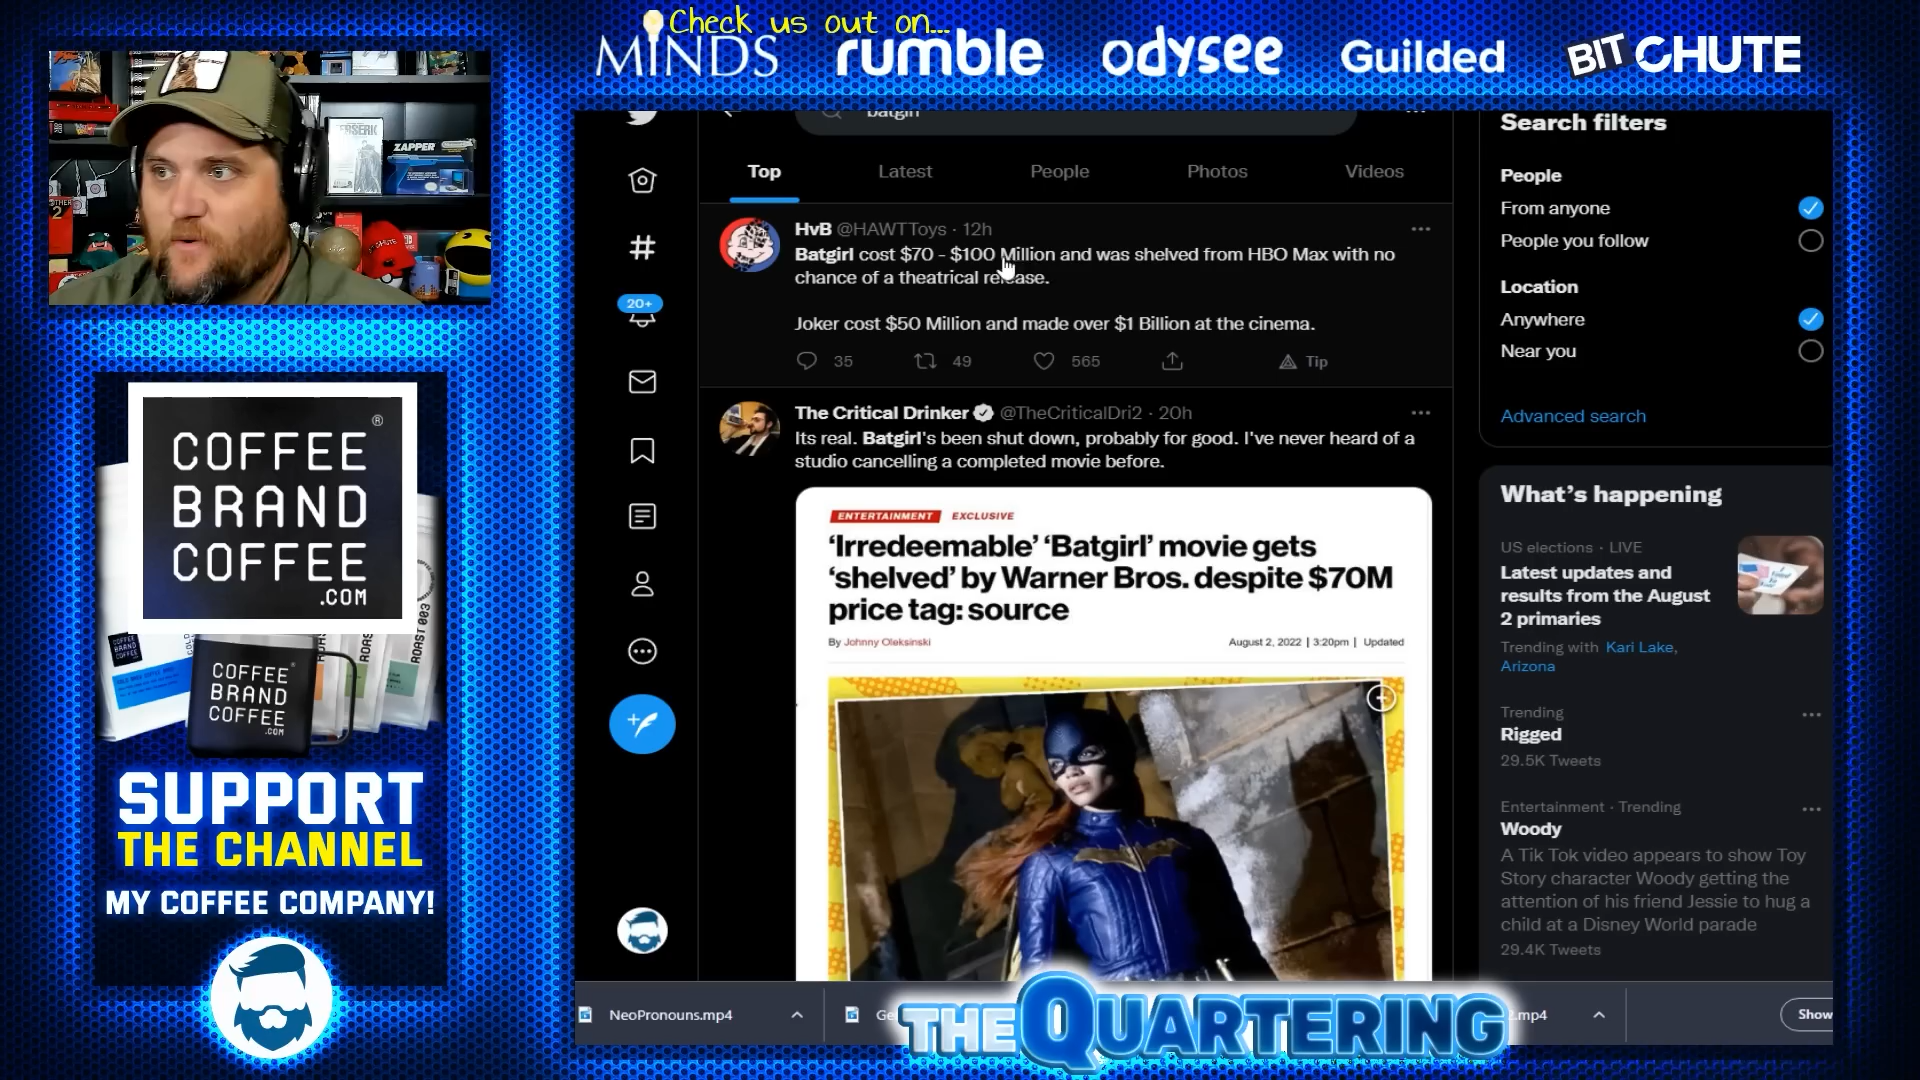 Check us out on...
MINDS
rumble
odysee
Guilded
BITCHUTE
BERSERK
ZAPPER
COFFEE
BRAND
COFFEE
.COM
®
ROAST 003
COFFEE
BRAND
COFFEE
.COM
SUPPORT
THE CHANNEL
MY COFFEE COMPANY!
batgirl
Top
Latest
People
Photos
Videos
HvB @HAWTToys · 12h
Batgirl cost $70 - $100 Million and was shelved from HBO Max with no
chance of a theatrical release.
Joker cost $50 Million and made over $1 Billion at the cinema.
35
49
565
Tip
20+
The Critical Drinker @TheCriticalDri2 · 20h
Its real. Batgirl's been shut down, probably for good. I've never heard of a
studio cancelling a completed movie before.
ENTERTAINMENT EXCLUSIVE
‘Irredeemable’ ‘Batgirl’ movie gets
‘shelved’ by Warner Bros. despite $70M
price tag: source
By Johnny Oleksinski
August 2, 2022 | 3:20pm | Updated
Search filters
People
From anyone
People you follow
Location
Anywhere
Near you
Advanced search
What’s happening
US elections · LIVE
Latest updates and
results from the August
2 primaries
Trending with Kari Lake,
Arizona
Trending
Rigged
29.5K Tweets
Entertainment · Trending
Woody
A Tik Tok video appears to show Toy
Story character Woody getting the
attention of his friend Jessie to hug a
child at a Disney World parade
29.4K Tweets
NeoPronouns.mp4
.mp4
Show
THE QUARTERING